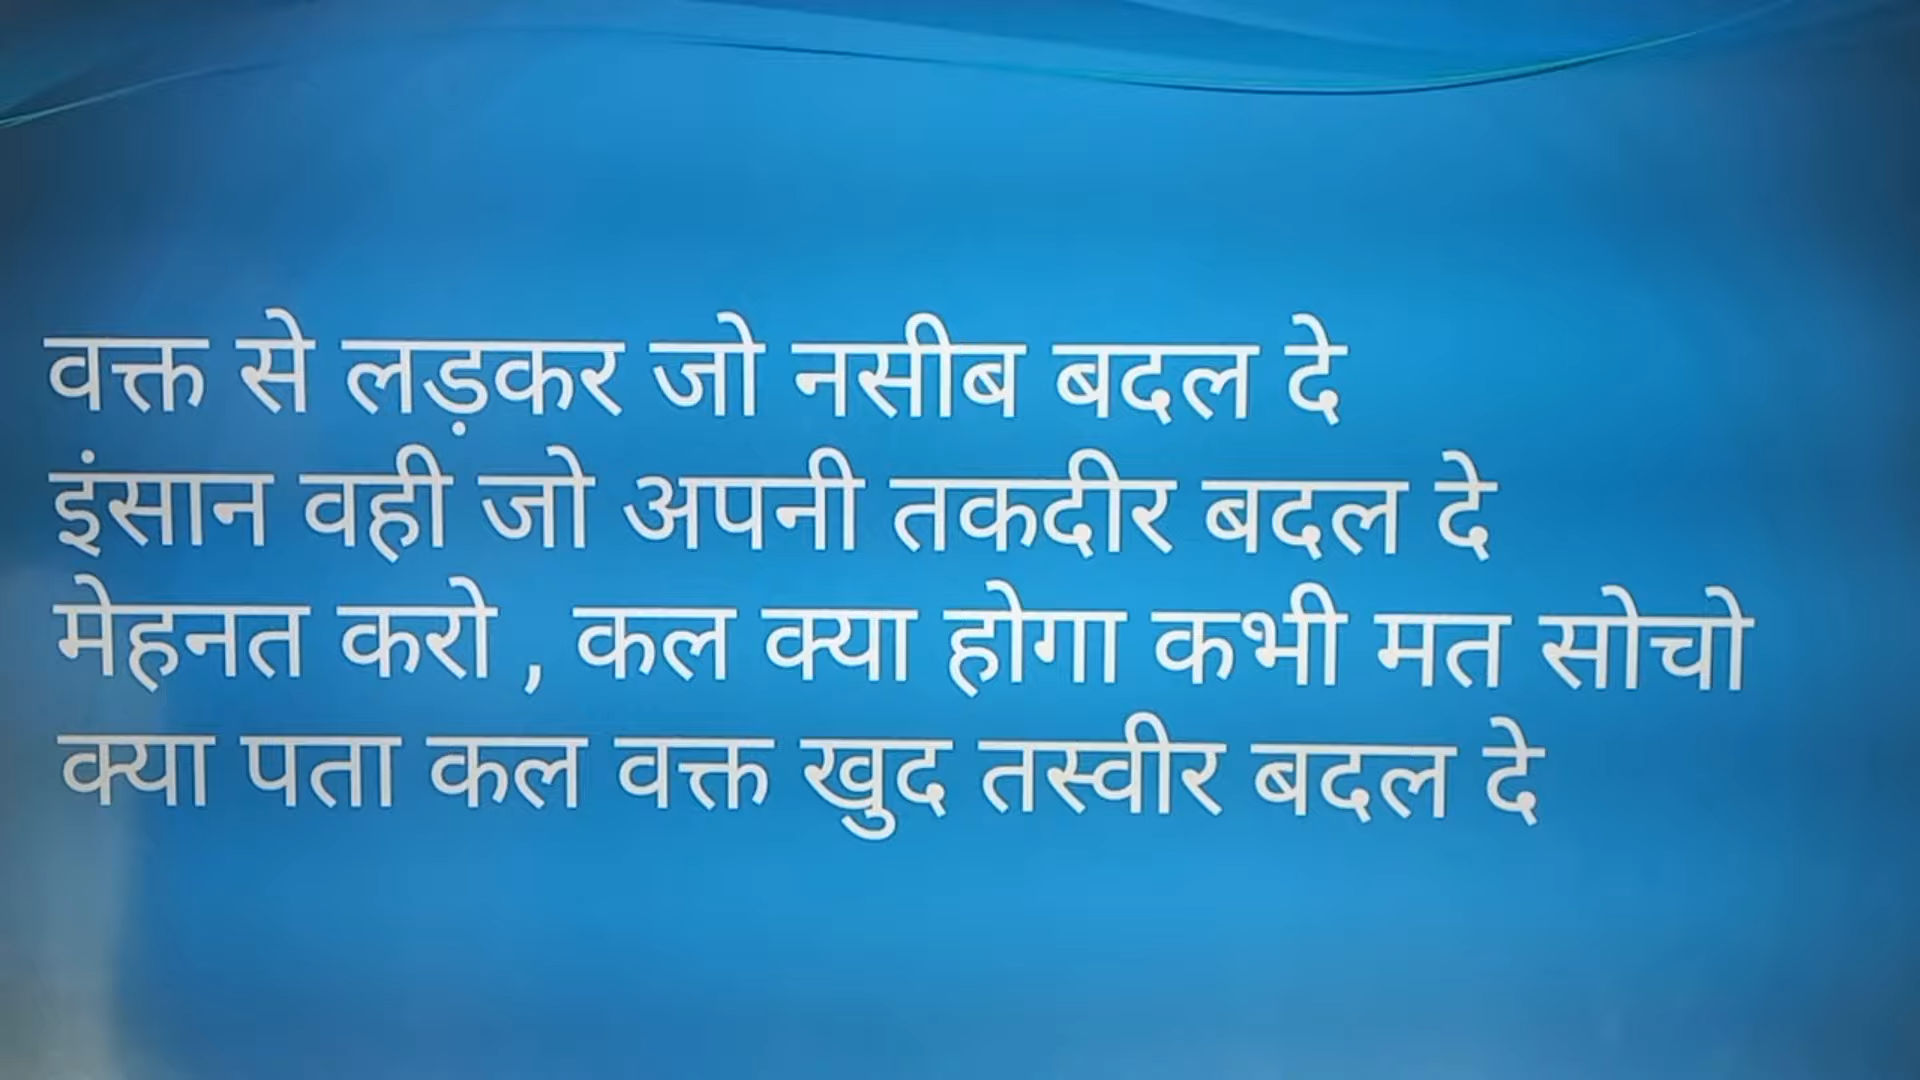 वक्त से लड़कर जो नसीब बदल दे
इंसान वही जो अपनी तकदीर बदल दे
मेहनत करो , कल क्या होगा कभी मत सोचो
क्या पता कल वक्त खुद तस्वीर बदल दे